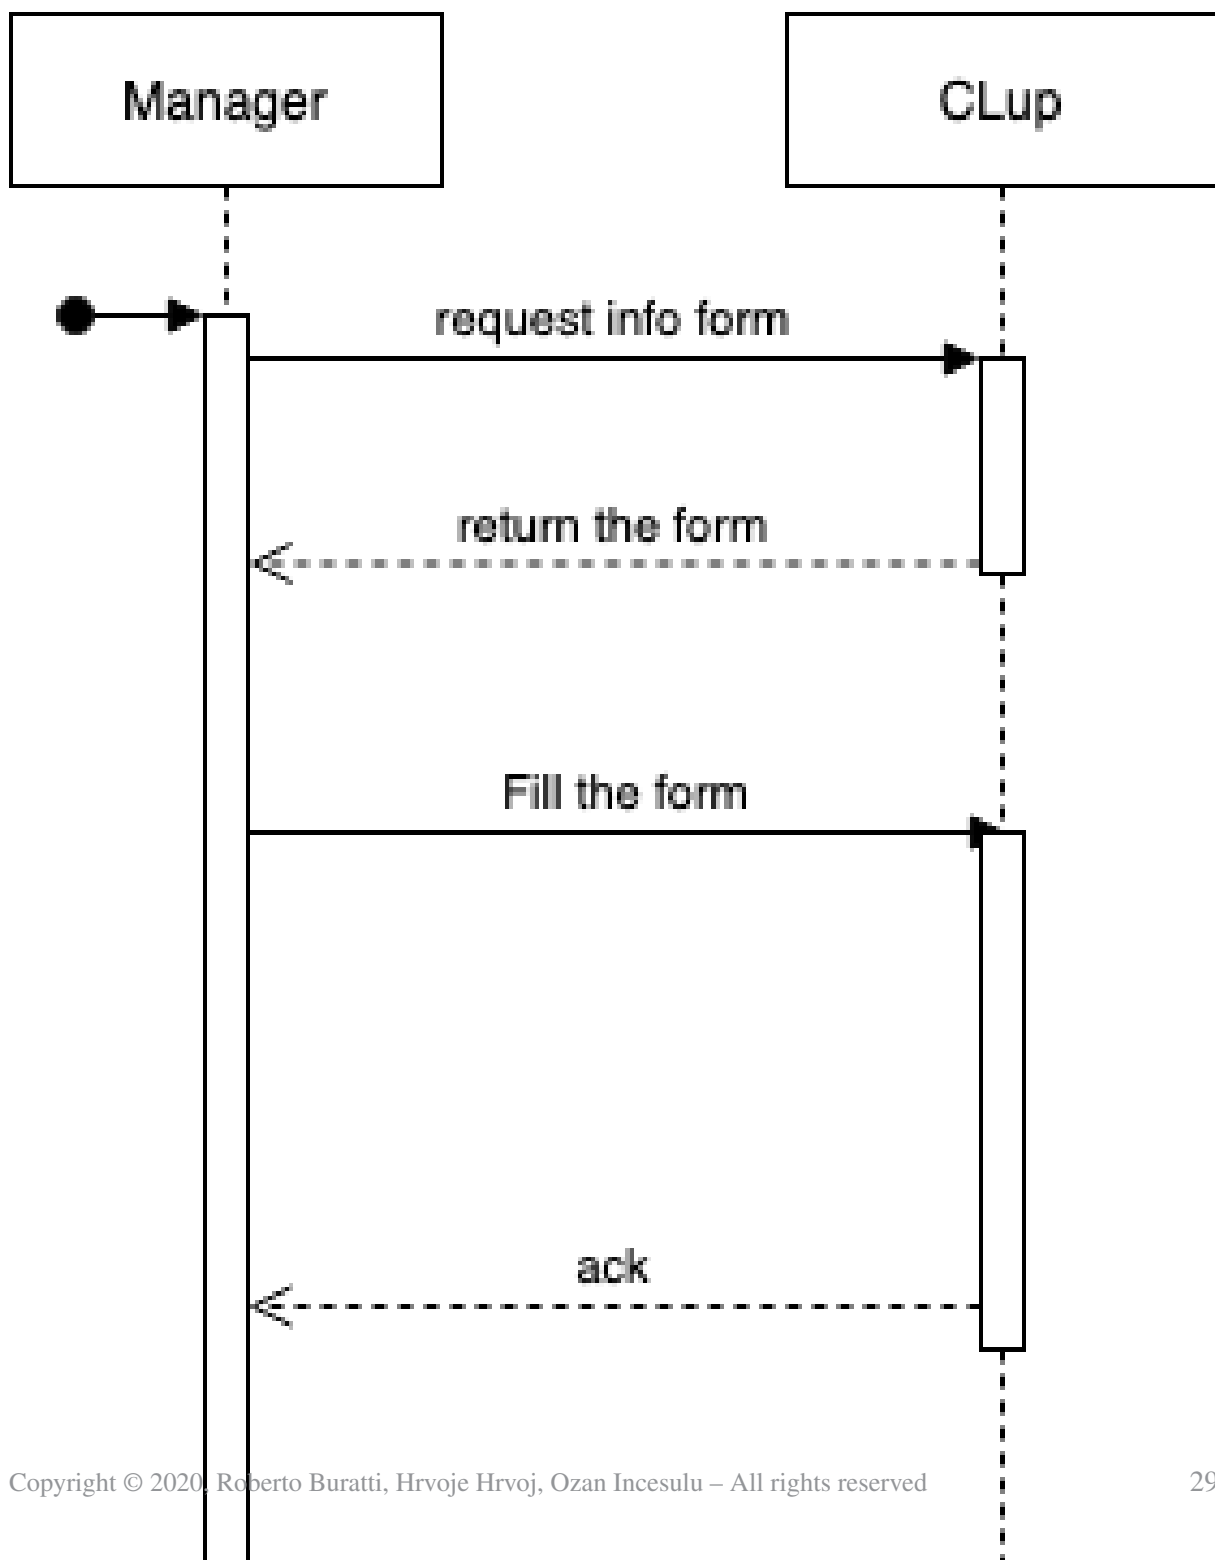 Manager
CLup
request info form
return the form
Fill the form
ack
Copyright © 2020, Roberto Buratti, Hrvoje Hrvoj, Ozan Incesulu – All rights reserved
29